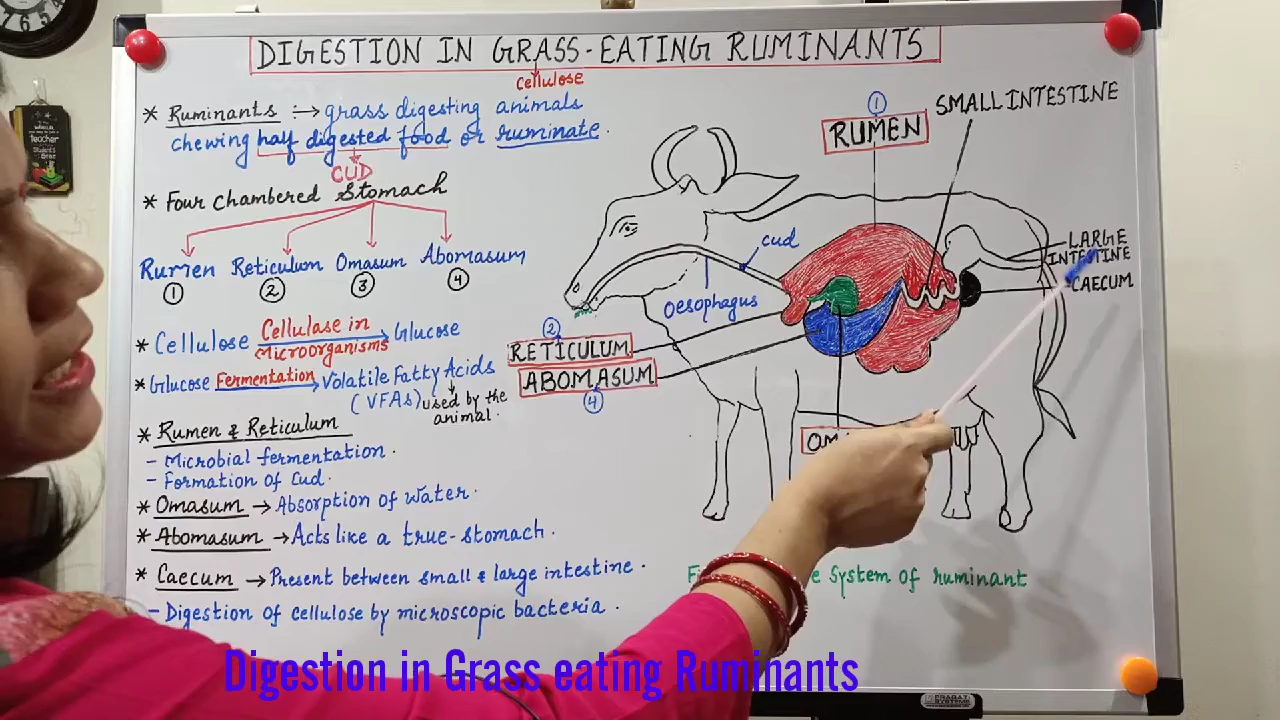 DIGESTION IN GRASS-EATING RUMINANTS
cellulose
* Ruminants :→ grass digesting animals
chewing half digested food or ruminate.
CUD
* Four chambered Stomach
Rumen Reticulum Omasum Abomasum
1 2 3 4
* Cellulose Cellulase in Microorganisms → Glucose
* Glucose Fermentation → Volatile Fatty Acids
(VFAs) used by the
animal.
* Rumen & Reticulum
- Microbial fermentation.
- Formation of Cud.
* Omasum → Absorption of water.
* Abomasum → Acts like a true-stomach.
* Caecum → Present between small & large intestine.
- Digestion of cellulose by microscopic bacteria.
1
RUMEN
SMALL INTESTINE
cud
oesophagus
LARGE
INTESTINE
CAECUM
2
RETICULUM
ABOMASUM
4
System of ruminant
Digestion in Grass eating Ruminants
teacher